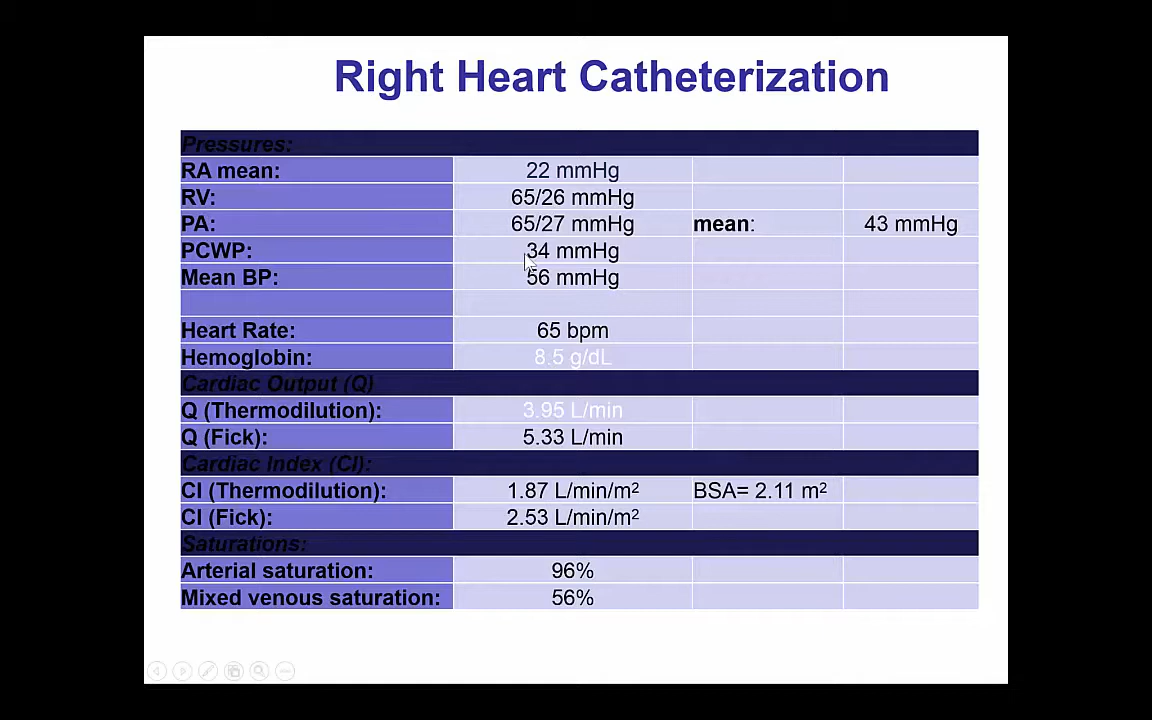 Right Heart Catheterization
Pressures:
RA mean: 22 mmHg
RV: 65/26 mmHg
PA: 65/27 mmHg mean: 43 mmHg
PCWP: 34 mmHg
Mean BP: 56 mmHg
Heart Rate: 65 bpm
Hemoglobin: 8.5 g/dL
Cardiac Output (Q)
Q (Thermodilution): 3.95 L/min
Q (Fick): 5.33 L/min
Cardiac Index (CI):
CI (Thermodilution): 1.87 L/min/m² BSA= 2.11 m²
CI (Fick): 2.53 L/min/m²
Saturations:
Arterial saturation: 96%
Mixed venous saturation: 56%